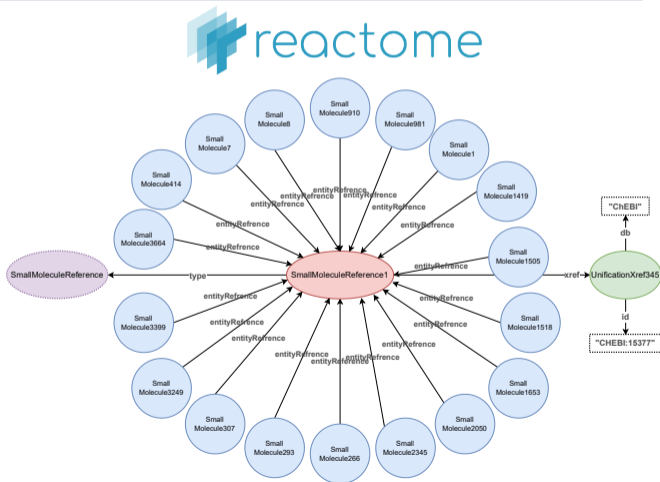 reactome
Small
Molecule910
Small
Molecule8
Small
Molecule981
Small
Molecule7
Small
Molecule1
Small
Molecule414
Small
Molecule1419
entityRefrence
entityRefrence
entityRefrence
entityRefrence
entityRefrence
entityRefrence
entityRefrence
entityRefrence
"ChEBI"
db
Small
Molecule3664
entityRefrence
Small
Molecule1505
entityRefrence
SmallMoleculeReference
type
SmallMoleculeReference1
xref
UnificationXref345
id
"CHEBI:15377"
Small
Molecule3399
entityRefrence
entityRefrence
Small
Molecule1518
entityRefrence
entityRefrence
entityRefrence
entityRefrence
entityRefrence
entityRefrence
entityRefrence
Small
Molecule3249
Small
Molecule1653
Small
Molecule307
Small
Molecule2050
Small
Molecule293
Small
Molecule266
Small
Molecule2345